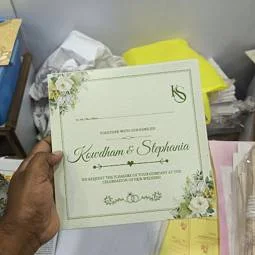 KS
TOGETHER WITH OUR FAMILIES
Kowdham & Stephania
WE REQUEST THE PLEASURE OF YOUR COMPANY AT THE
CELEBRATION OF OUR WEDDING